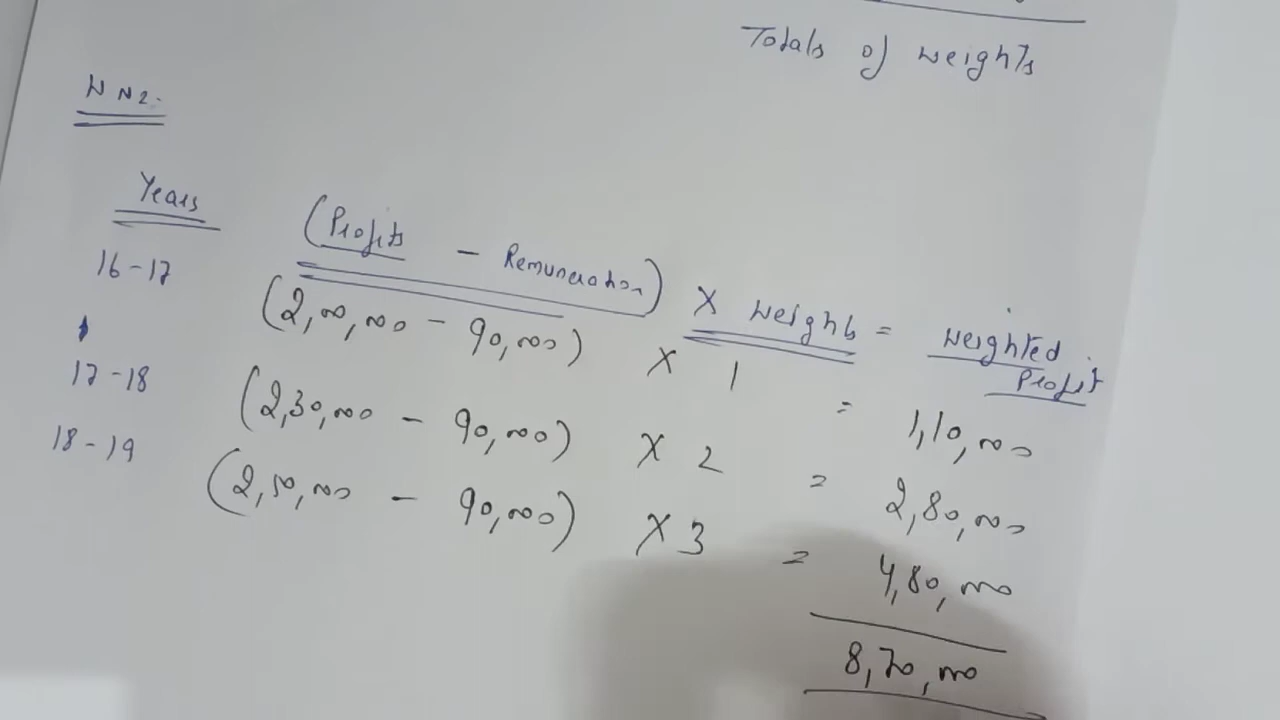 Totals of weights
W N 2.
Years (Profits - Remuneration) X weights = weighted Profit
16-17 (2,00,000 - 90,000) X 1 = 1,10,000
17-18 (2,30,000 - 90,000) X 2 = 2,80,000
18-19 (2,50,000 - 90,000) X 3 = 4,80,000
8,70,000